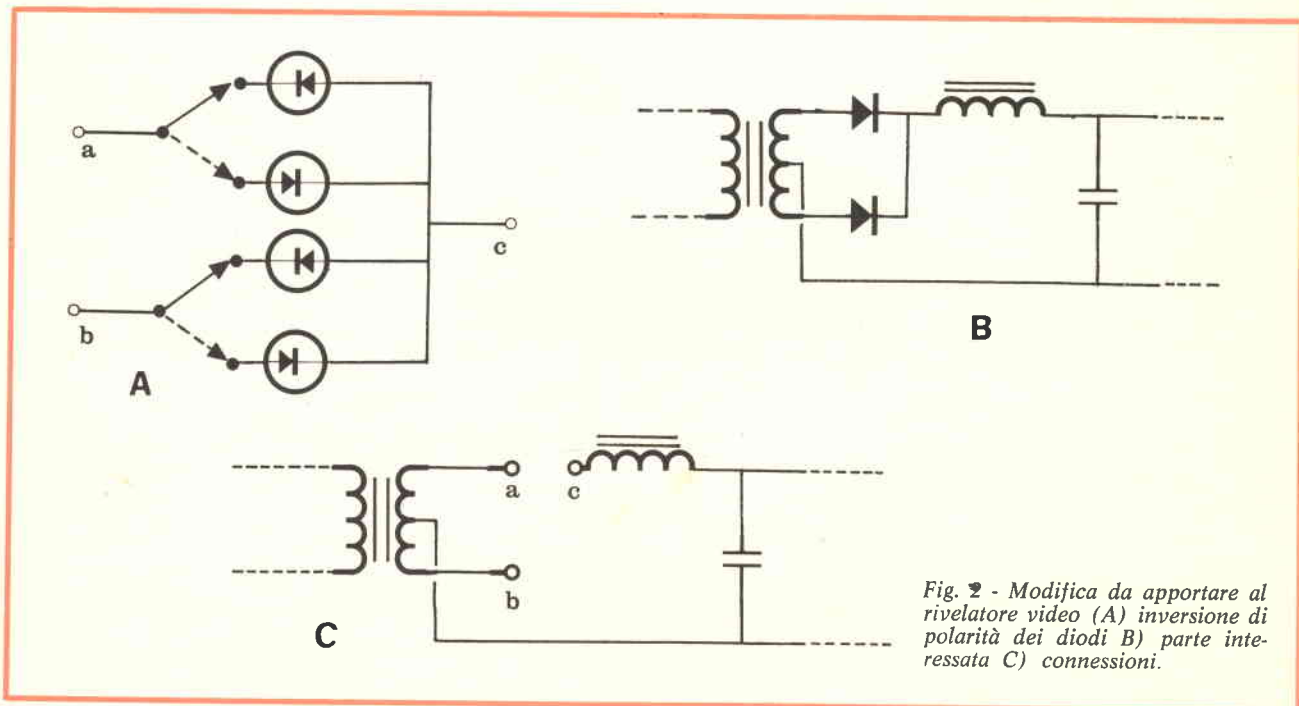 a
c
b
A
B
a
c
b
C
Fig. 2 - Modifica da apportare al
rivelatore video (A) inversione di
polarità dei diodi B) parte inte-
ressata C) connessioni.